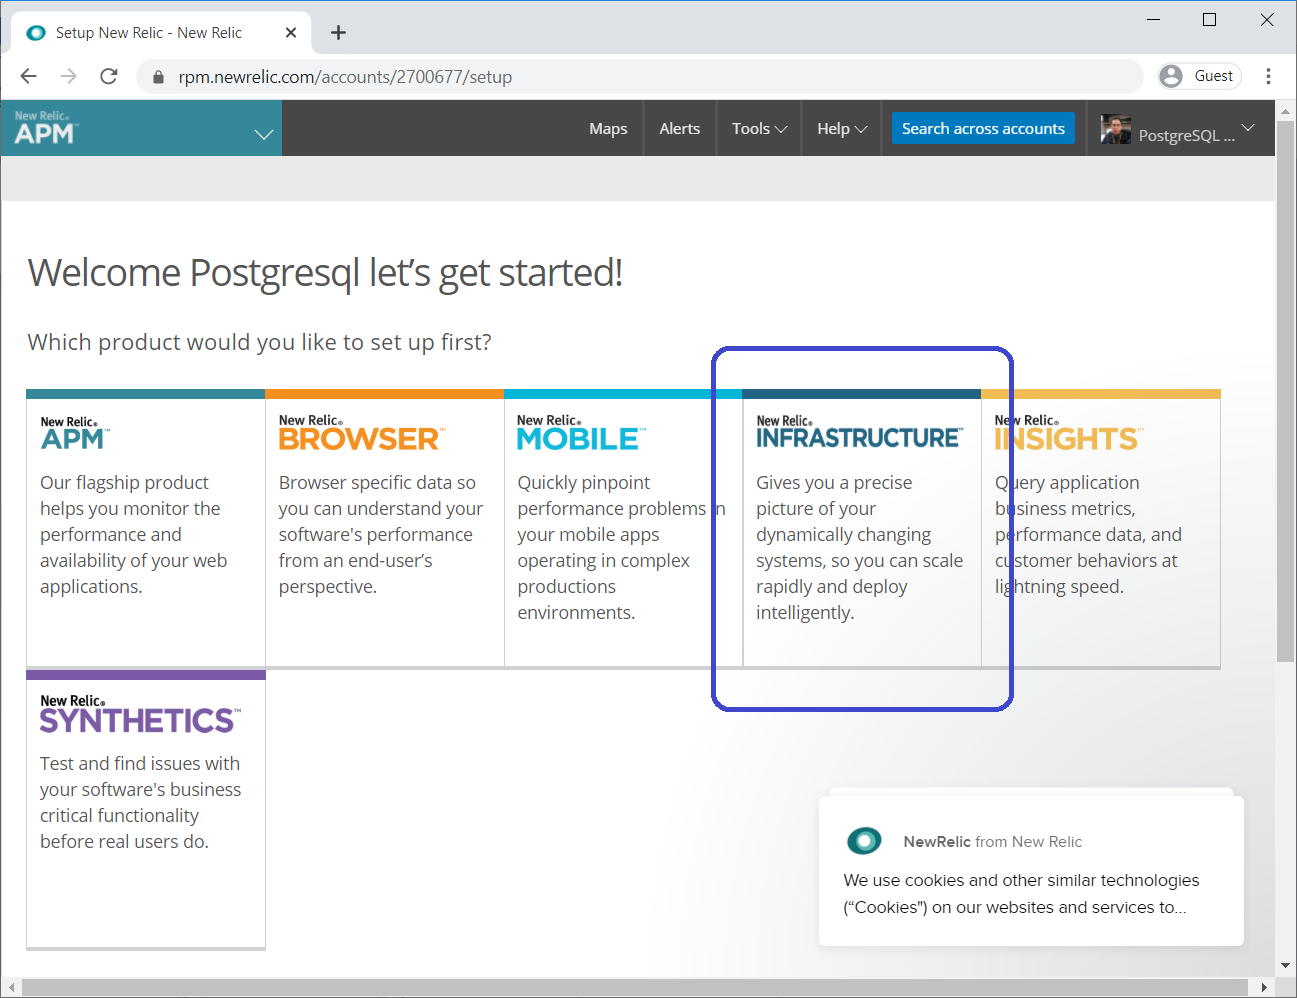 Setup New Relic - New Relic
rpm.newrelic.com/accounts/2700677/setup
Guest
New Relic®
APM™
Maps
Alerts
Tools
Help
Search across accounts
PostgreSQL ...
Welcome Postgresql let’s get started!
Which product would you like to set up first?
New Relic®
APM™
Our flagship product
helps you monitor the
performance and
availability of your web
applications.
New Relic®
BROWSER™
Browser specific data so
you can understand your
software's performance
from an end-user’s
perspective.
New Relic®
MOBILE™
Quickly pinpoint
performance problems in
your mobile apps
operating in complex
productions
environments.
New Relic®
INFRASTRUCTURE™
Gives you a precise
picture of your
dynamically changing
systems, so you can scale
rapidly and deploy
intelligently.
New Relic®
INSIGHTS™
Query application
business metrics,
performance data, and
customer behaviors at
lightning speed.
New Relic®
SYNTHETICS™
Test and find issues with
your software's business
critical functionality
before real users do.
NewRelic from New Relic
We use cookies and other similar technologies
(“Cookies") on our websites and services to...